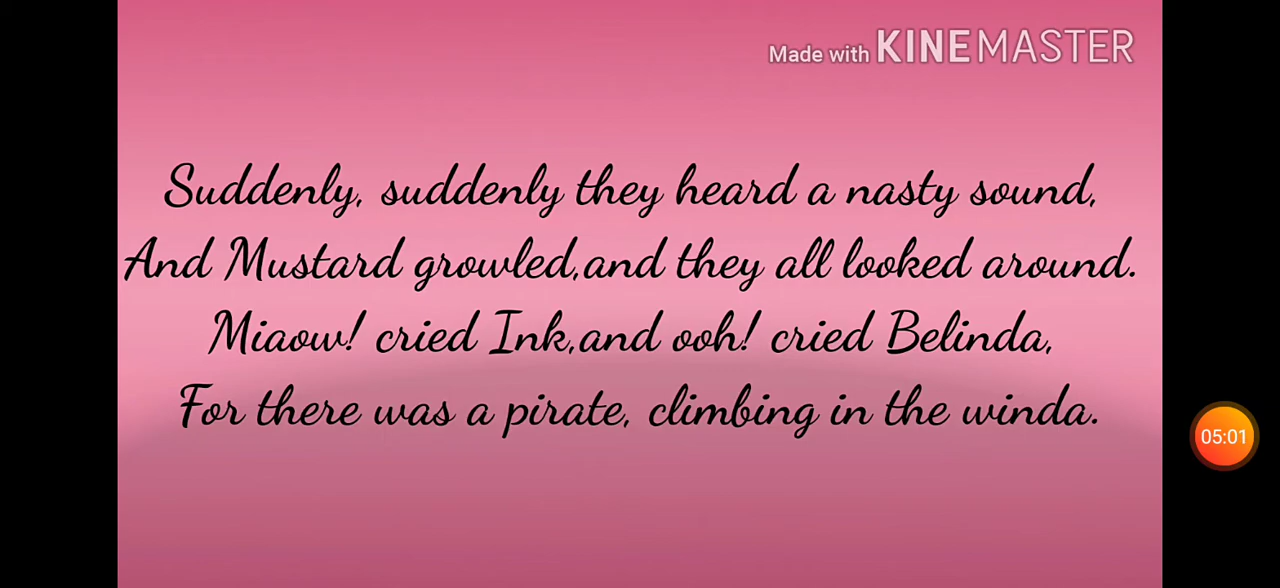 Made with KINEMASTER
Suddenly, suddenly they heard a nasty sound,
And Mustard growled,and they all looked around.
Miaow! cried Ink,and ooh! cried Belinda,
For there was a pirate, climbing in the winda.
05:01